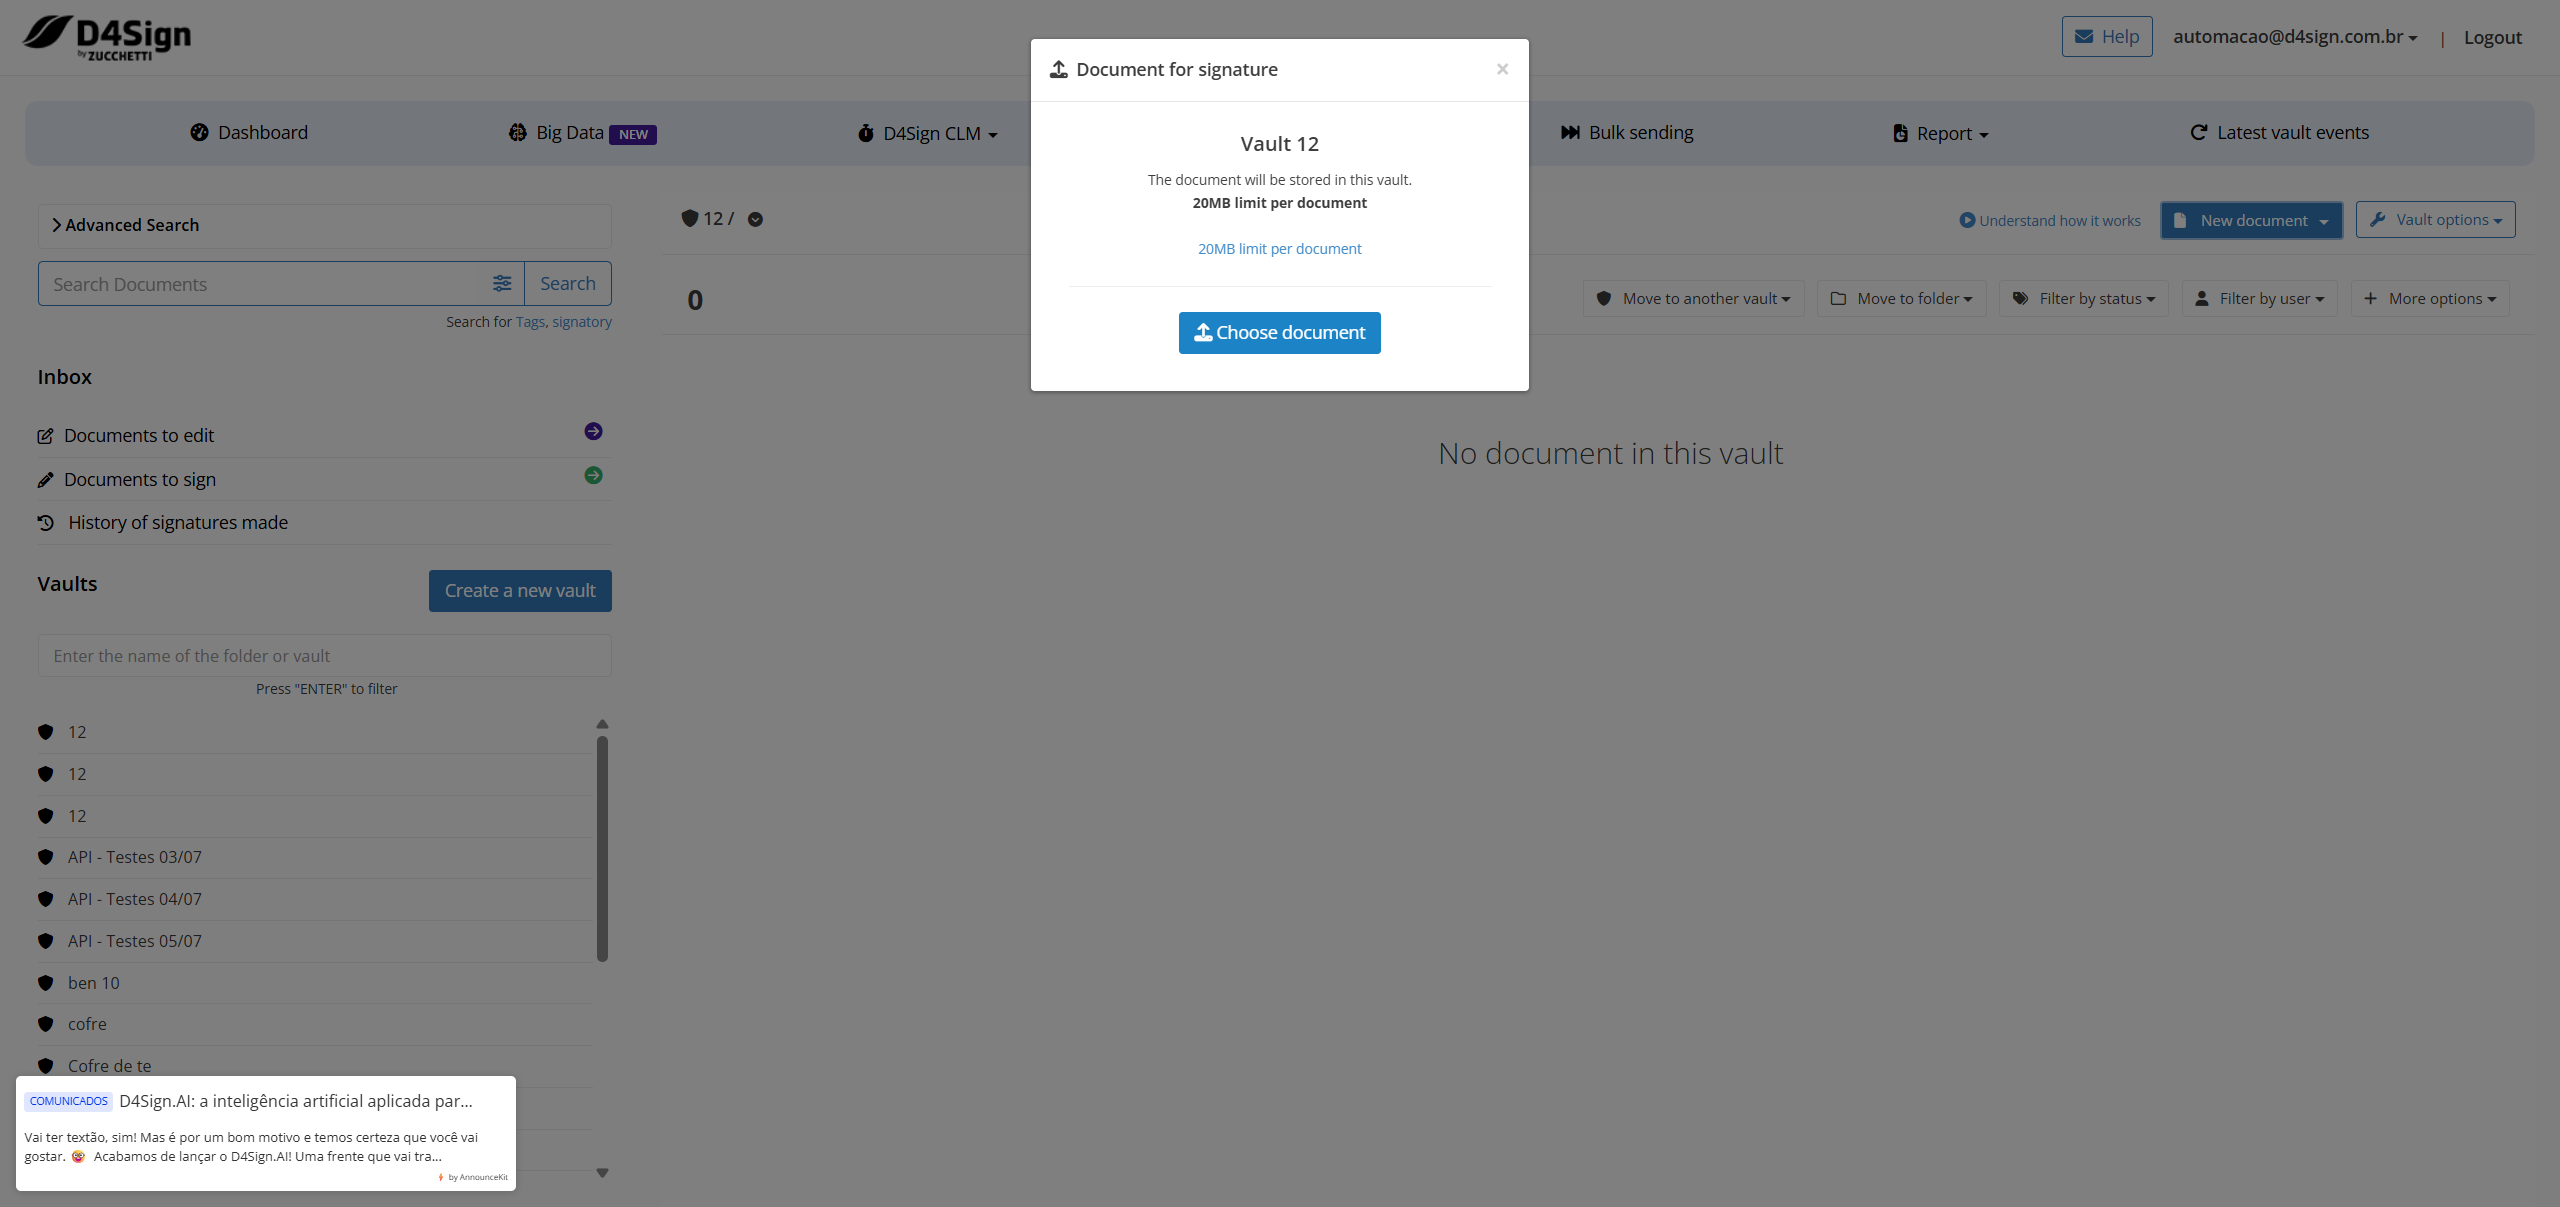 D4Sign
by ZUCCHETTI
Help
automacao@d4sign.com.br
|
Logout
Dashboard
Big Data NEW
D4Sign CLM
Bulk sending
Report
Latest vault events
Document for signature
×
Vault 12
The document will be stored in this vault.
20MB limit per document
20MB limit per document
Choose document
Advanced Search
Search Documents
Search
Search for Tags, signatory
12 /
Understand how it works
New document
Vault options
0
Move to another vault
Move to folder
Filter by status
Filter by user
More options
No document in this vault
Inbox
Documents to edit
Documents to sign
History of signatures made
Vaults
Create a new vault
Enter the name of the folder or vault
Press "ENTER" to filter
12
12
12
API - Testes 03/07
API - Testes 04/07
API - Testes 05/07
ben 10
cofre
Cofre de te
COMUNICADOS D4Sign.AI: a inteligência artificial aplicada par...
Vai ter textão, sim! Mas é por um bom motivo e temos certeza que você vai
gostar. 🤪 Acabamos de lançar o D4Sign.AI! Uma frente que vai tra...
by AnnounceKit